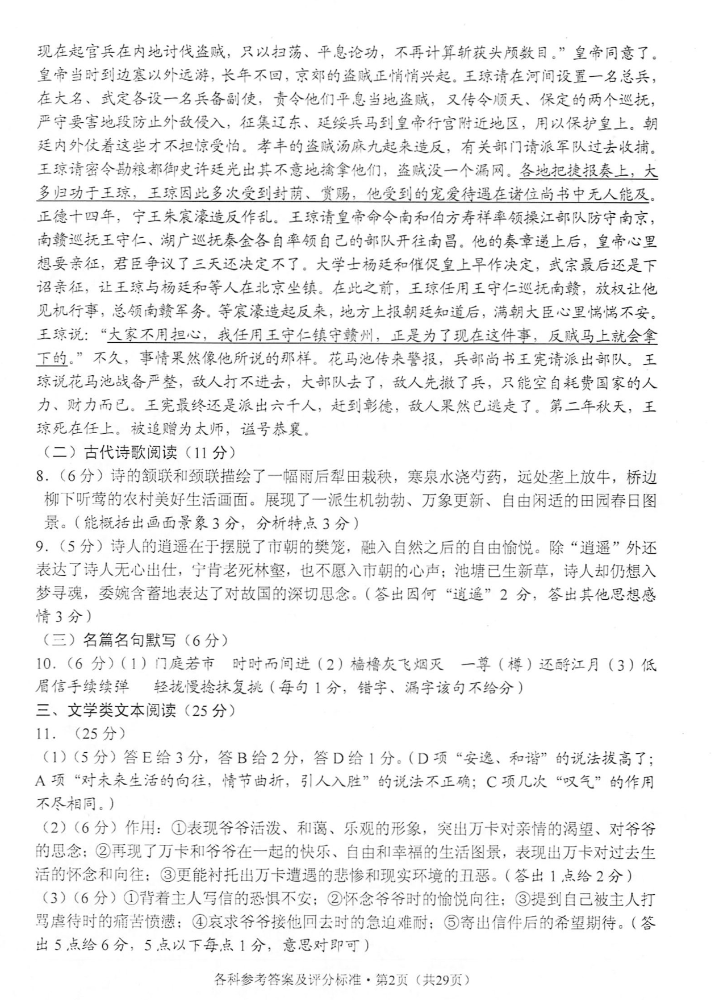 现在起官兵在内地讨伐盗贼，只以扫荡、平息论功，不再计算斩获头颅数目。”皇帝同意了。
皇帝当时到边塞以外远游，长年不回，京郊的盗贼正悄悄兴起。王琼请在河间设置一名总兵，
在大名、武定各设一名兵备副使，责令他们平息当地盗贼，又传令顺天、保定的两个巡抚，
严守要害地段防止外敌侵入，征集辽东、延绥兵马到皇帝行宫附近地区，用以保护皇上。朝
廷内外仗着这些才不担惊受怕。孝丰的盗贼汤麻九起来造反，有关部门请派军队过去收捕。
王琼请密令勘粮都御史许廷光出其不意地擒拿他们，盗贼没一个漏网。各地把捷报奏上，大
多归功于王琼，王琼因此多次受到封荫、赏赐，他受到的宠爱待遇在诸位尚书中无人能及。
正德十四年，宁王朱宸濠造反作乱。王琼请皇帝命令南和伯方寿祥率领操江部队防守南京，
南赣巡抚王守仁、湖广巡抚秦金各自率领自己的部队开往南昌。他的奏章递上后，皇帝心里
想要亲征，君臣争议了三天还决定不了。大学士杨廷和催促皇上早作决定，武宗最后还是下
诏亲征，让王琼与杨廷和等人在北京坐镇。在此之前，王琼任用王守仁巡抚南赣，放权让他
见机行事，总领南赣军务。等宸濠造起反来，地方上报朝廷知道后，满朝大臣心里惴惴不安。
王琼说：“大家不用担心，我任用王守仁镇守赣州，正是为了现在这件事，反贼马上就会拿
下的。”不久，事情果然像他所说的那样。花马池传来警报，兵部尚书王宪请派出部队。王
琼说花马池战备严整，敌人打不进去，大部队去了，敌人先撤了兵，只能空自耗费国家的人
力、财力而已。王宪最终还是派出六千人，赶到彰德，敌人果然已逃走了。第二年秋天，王
琼死在任上。被追赠为太师，谥号恭襄。
（二）古代诗歌阅读（11 分）
8．（6 分）诗的颔联和颈联描绘了一幅雨后犁田栽秧，寒泉水浇芍药，远处垄上放牛，桥边
柳下听莺的农村美好生活画面。展现了一派生机勃勃、万象更新、自由闲适的田园春日图
景。（能概括出画面景象 3 分，分析特点 3 分）
9．（5 分）诗人的逍遥在于摆脱了市朝的樊笼，融入自然之后的自由愉悦。除“逍遥”外还
表达了诗人无心出仕，宁肯老死林壑，也不愿入市朝的心声；池塘已生新草，诗人却仍想入
梦寻魂，委婉含蓄地表达了对故国的深切思念。（答出因何“逍遥”2 分，答出其他思想感
情 3 分）
（三）名篇名句默写（6 分）
10．（6 分）（1）门庭若市　时时而间进（2）樯橹灰飞烟灭　一尊（樽）还酹江月（3）低
眉信手续续弹　轻拢慢捻抹复挑（每句 1 分，错字、漏字该句不给分）
三、文学类文本阅读（25 分）
11．（25 分）
（1）（5 分）答 E 给 3 分，答 B 给 2 分，答 D 给 1 分。（D 项“安逸、和谐”的说法拔高了；
A 项“对未来生活的向往，情节曲折，引人入胜”的说法不正确；C 项几次“叹气”的作用
不尽相同。）
（2）（6 分）作用：①表现爷爷活泼、和蔼、乐观的形象，突出万卡对亲情的渴望、对爷爷
的思念；②再现了万卡和爷爷在一起的快乐、自由和幸福的生活图景，表现出万卡对过去生
活的怀念和向往；③更能衬托出万卡遭遇的悲惨和现实环境的丑恶。（答出 1 点给 2 分）
（3）（6 分）①背着主人写信的恐惧不安；②怀念爷爷时的愉悦向往；③提到自己被主人打
骂虐待时的痛苦愤懑；④哀求爷爷接他回去时的急迫难耐；⑤寄出信件后的希望期待。（答
出 5 点给 6 分，5 点以下每点 1 分，意思对即可）
各科参考答案及评分标准·第2页（共29页）